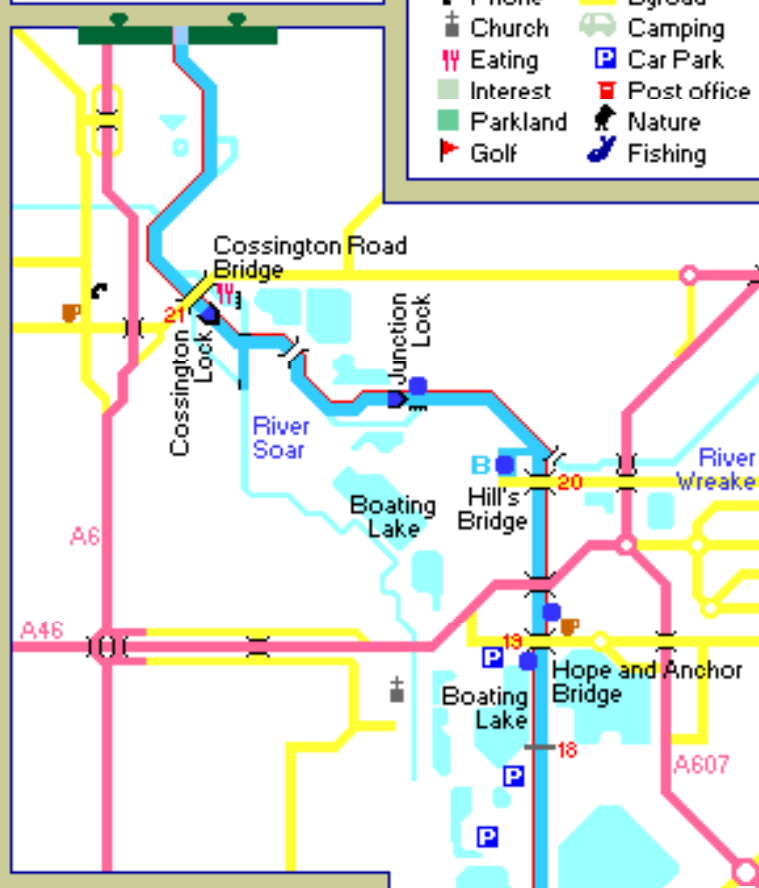 Phone
Byroad
Church
Camping
Eating
P
Car Park
Interest
Post office
Parkland
Nature
Golf
Fishing
Cossington Road
Bridge
21
Cossington
Lock
Junction
Lock
River
Soar
B
River
Wreake
20
Hill's
Bridge
Boating
Lake
A6
A46
19
P
Hope and Anchor
Bridge
Boating
Lake
18
P
A607
P